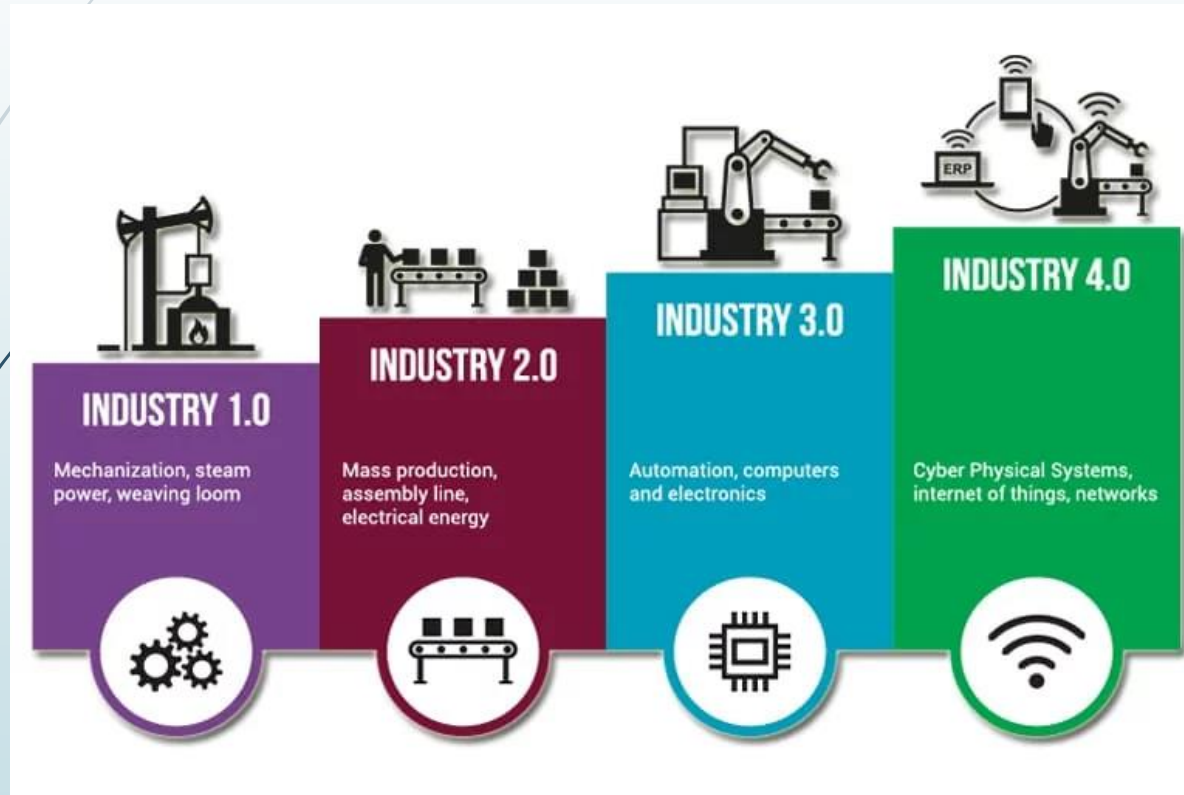 INDUSTRY 1.0
Mechanization, steam
power, weaving loom
INDUSTRY 2.0
Mass production,
assembly line,
electrical energy
INDUSTRY 3.0
Automation, computers
and electronics
ERP
INDUSTRY 4.0
Cyber Physical Systems,
internet of things, networks